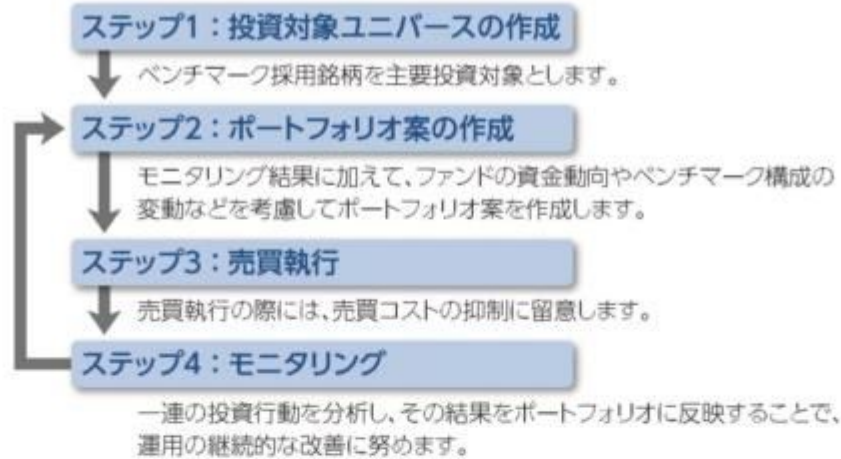 ステップ1：投資対象ユニバースの作成
ベンチマーク採用銘柄を主要投資対象とします。
ステップ2：ポートフォリオ案の作成
モニタリング結果に加えて、ファンドの資金動向やベンチマーク構成の
変動などを考慮してポートフォリオ案を作成します。
ステップ3：売買執行
売買執行の際には、売買コストの抑制に留意します。
ステップ4：モニタリング
一連の投資行動を分析し、その結果をポートフォリオに反映することで、
運用の継続的な改善に努めます。